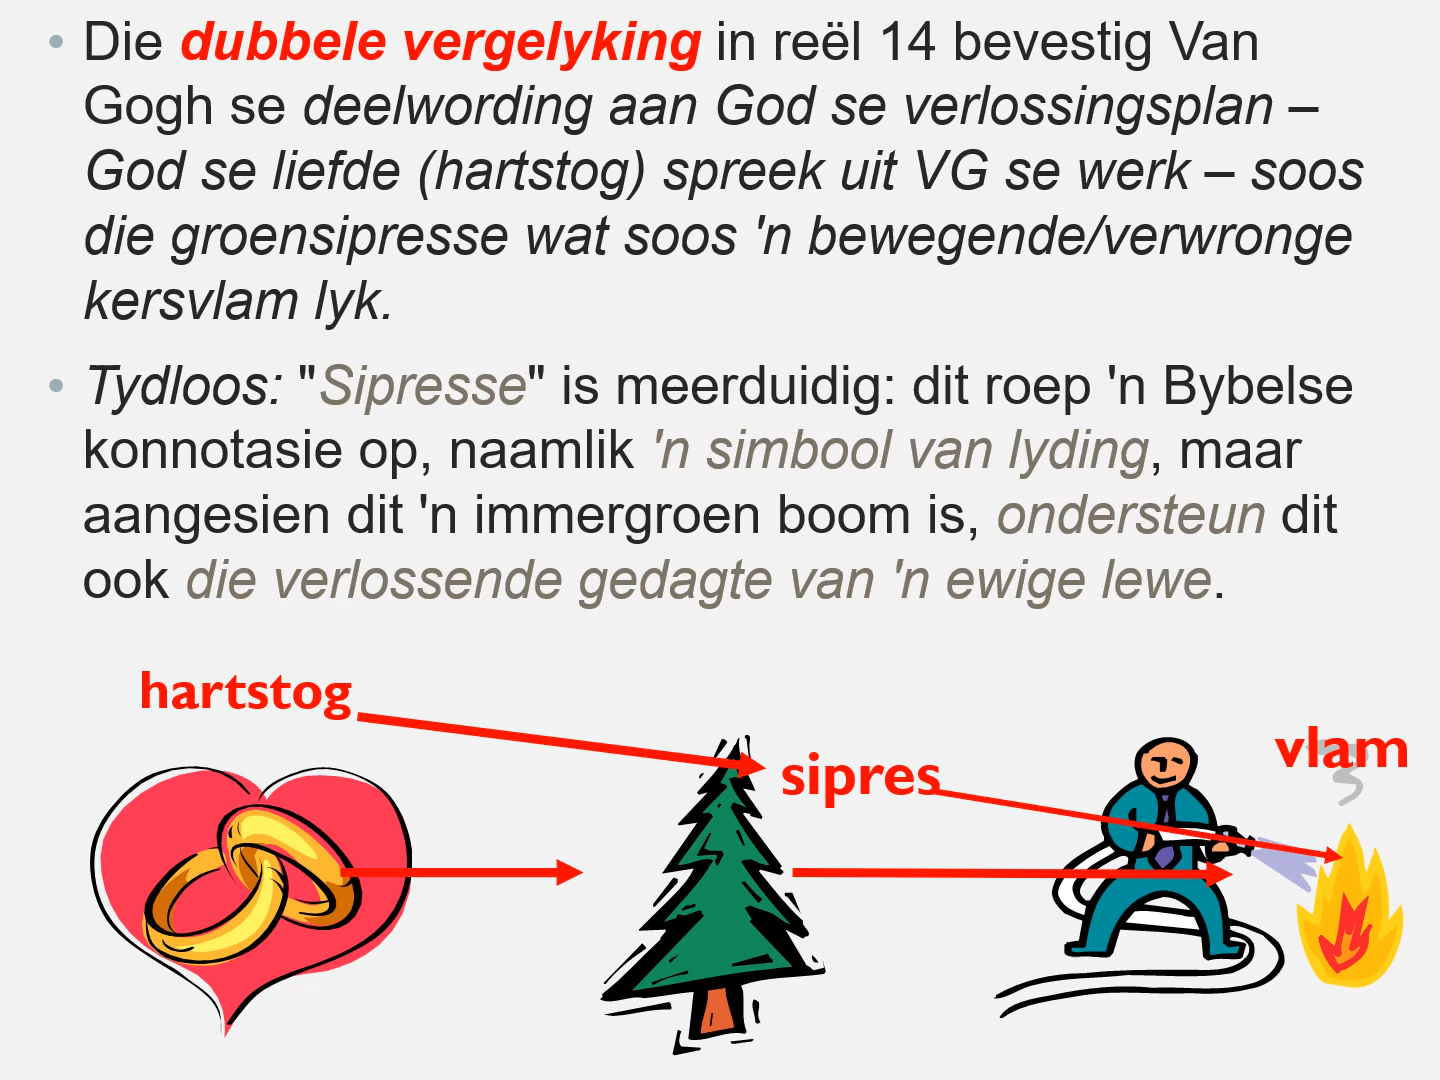 • Die dubbele vergelyking in reël 14 bevestig Van
Gogh se deelwording aan God se verlossingsplan –
God se liefde (hartstog) spreek uit VG se werk – soos
die groensipresse wat soos 'n bewegende/verwronge
kersvlam lyk.
• Tydloos: "Sipresse" is meerduidig: dit roep 'n Bybelse
konnotasie op, naamlik 'n simbool van lyding, maar
aangesien dit 'n immergroen boom is, ondersteun dit
ook die verlossende gedagte van 'n ewige lewe.
hartstog
sipres
vlam